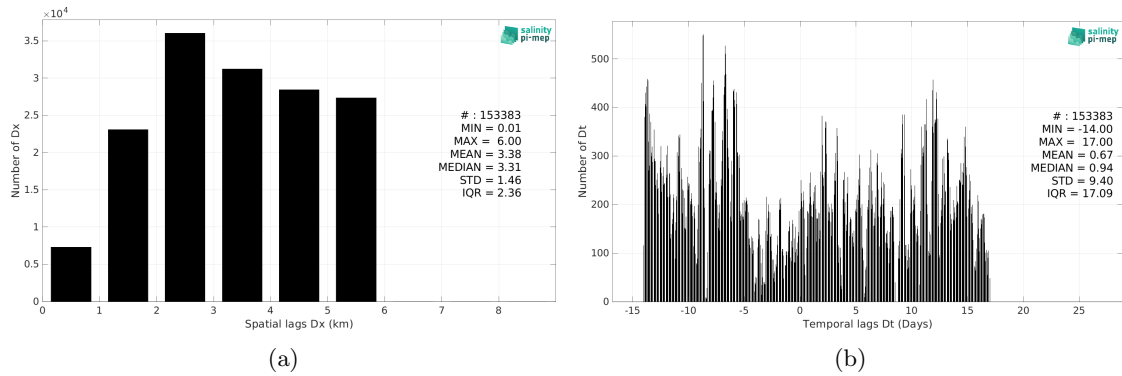 ×10⁴
3.5
3
2.5
2
1.5
1
0.5
0
0 1 2 3 4 5 6 7 8
Number of Dx
Spatial lags Dx (km)
salinity
pi-mep
# : 153383
MIN = 0.01
MAX = 6.00
MEAN = 3.38
MEDIAN = 3.31
STD = 1.46
IQR = 2.36
(a)
500
400
300
200
100
0
-15 -10 -5 0 5 10 15 20 25
Number of Dt
Temporal lags Dt (Days)
salinity
pi-mep
# : 153383
MIN = -14.00
MAX = 17.00
MEAN = 0.67
MEDIAN = 0.94
STD = 9.40
IQR = 17.09
(b)